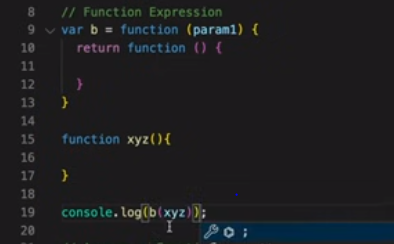 8 // Function Expression
9 var b = function (param1) {
10 return function () {
11
12 }
13 }
14
15 function xyz(){
16
17 }
18
19 console.log(b(xyz));
20 ;